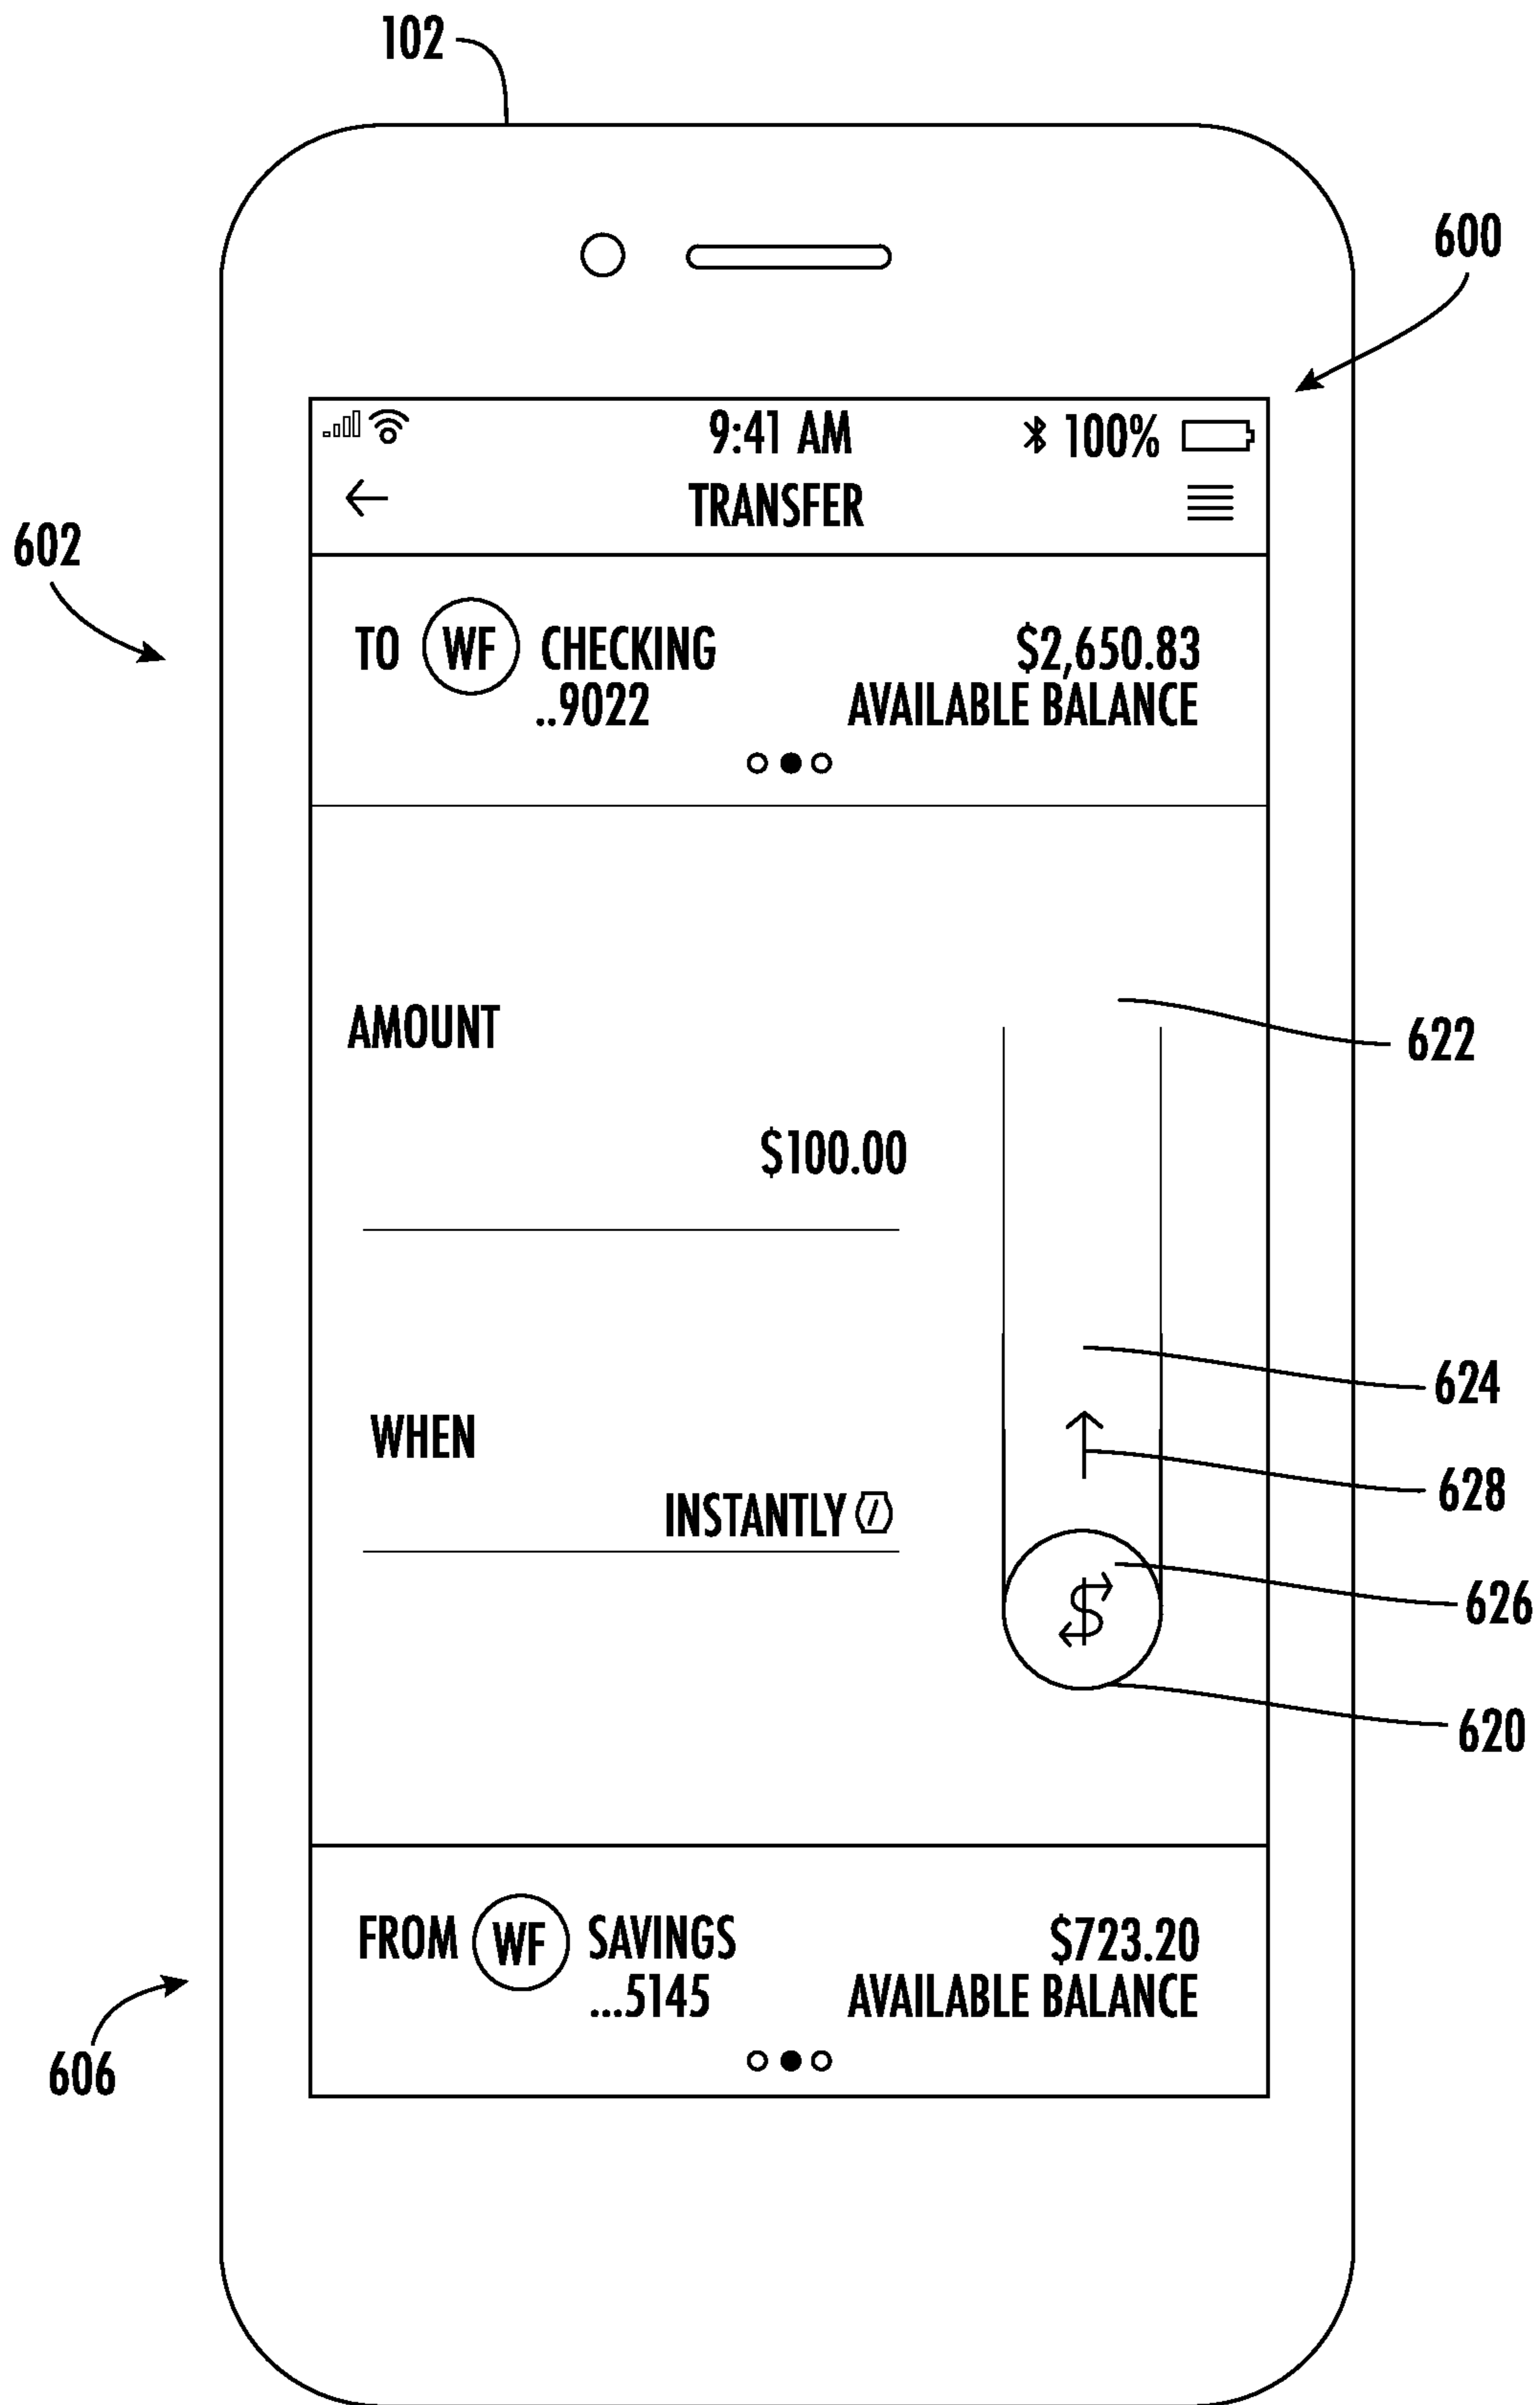 102
600
9:41 AM
100%
TRANSFER
602
TO WF CHECKING $2,650.83
..9022 AVAILABLE BALANCE
AMOUNT
622
$100.00
624
WHEN
628
INSTANTLY
626
$
620
FROM WF SAVINGS $723.20
...5145 AVAILABLE BALANCE
606